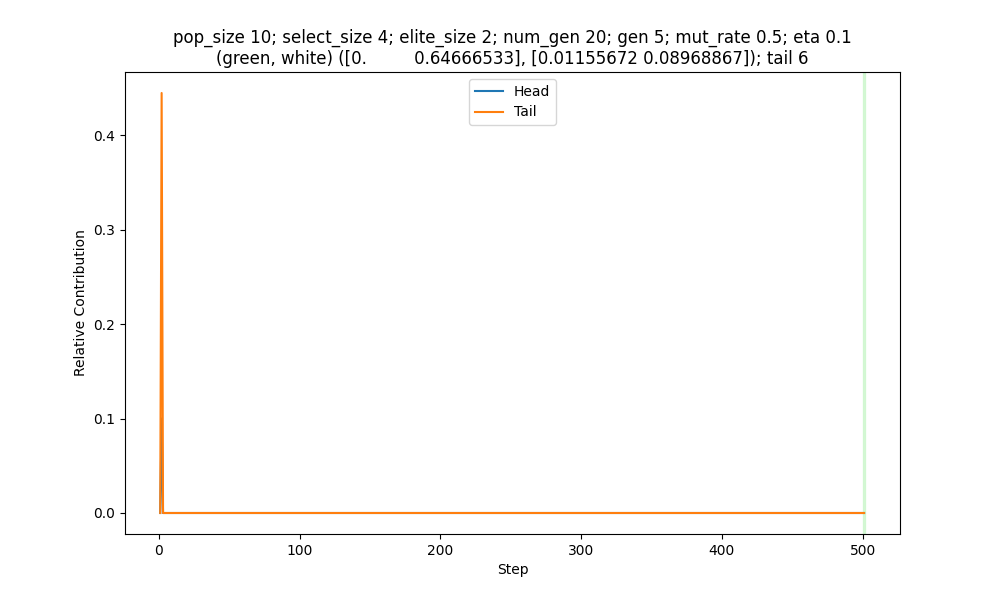 pop_size 10; select_size 4; elite_size 2; num_gen 20; gen 5; mut_rate 0.5; eta 0.1
(green, white) ([0.         0.64666533], [0.01155672 0.08968867]); tail 6
Head
Tail
0.4
0.3
0.2
0.1
0.0
Relative Contribution
0
100
200
300
400
500
Step